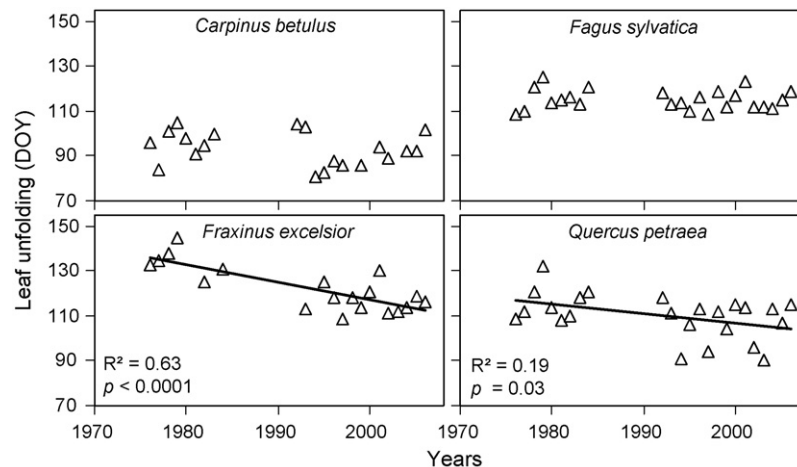 Leaf unfolding (DOY)
Carpinus betulus
Fagus sylvatica
150
130
110
90
70
Fraxinus excelsior
Quercus petraea
150
130
110
90
70
R² = 0.63
p < 0.0001
R² = 0.19
p = 0.03
1970 1980 1990 2000 1970 1980 1990 2000
Years